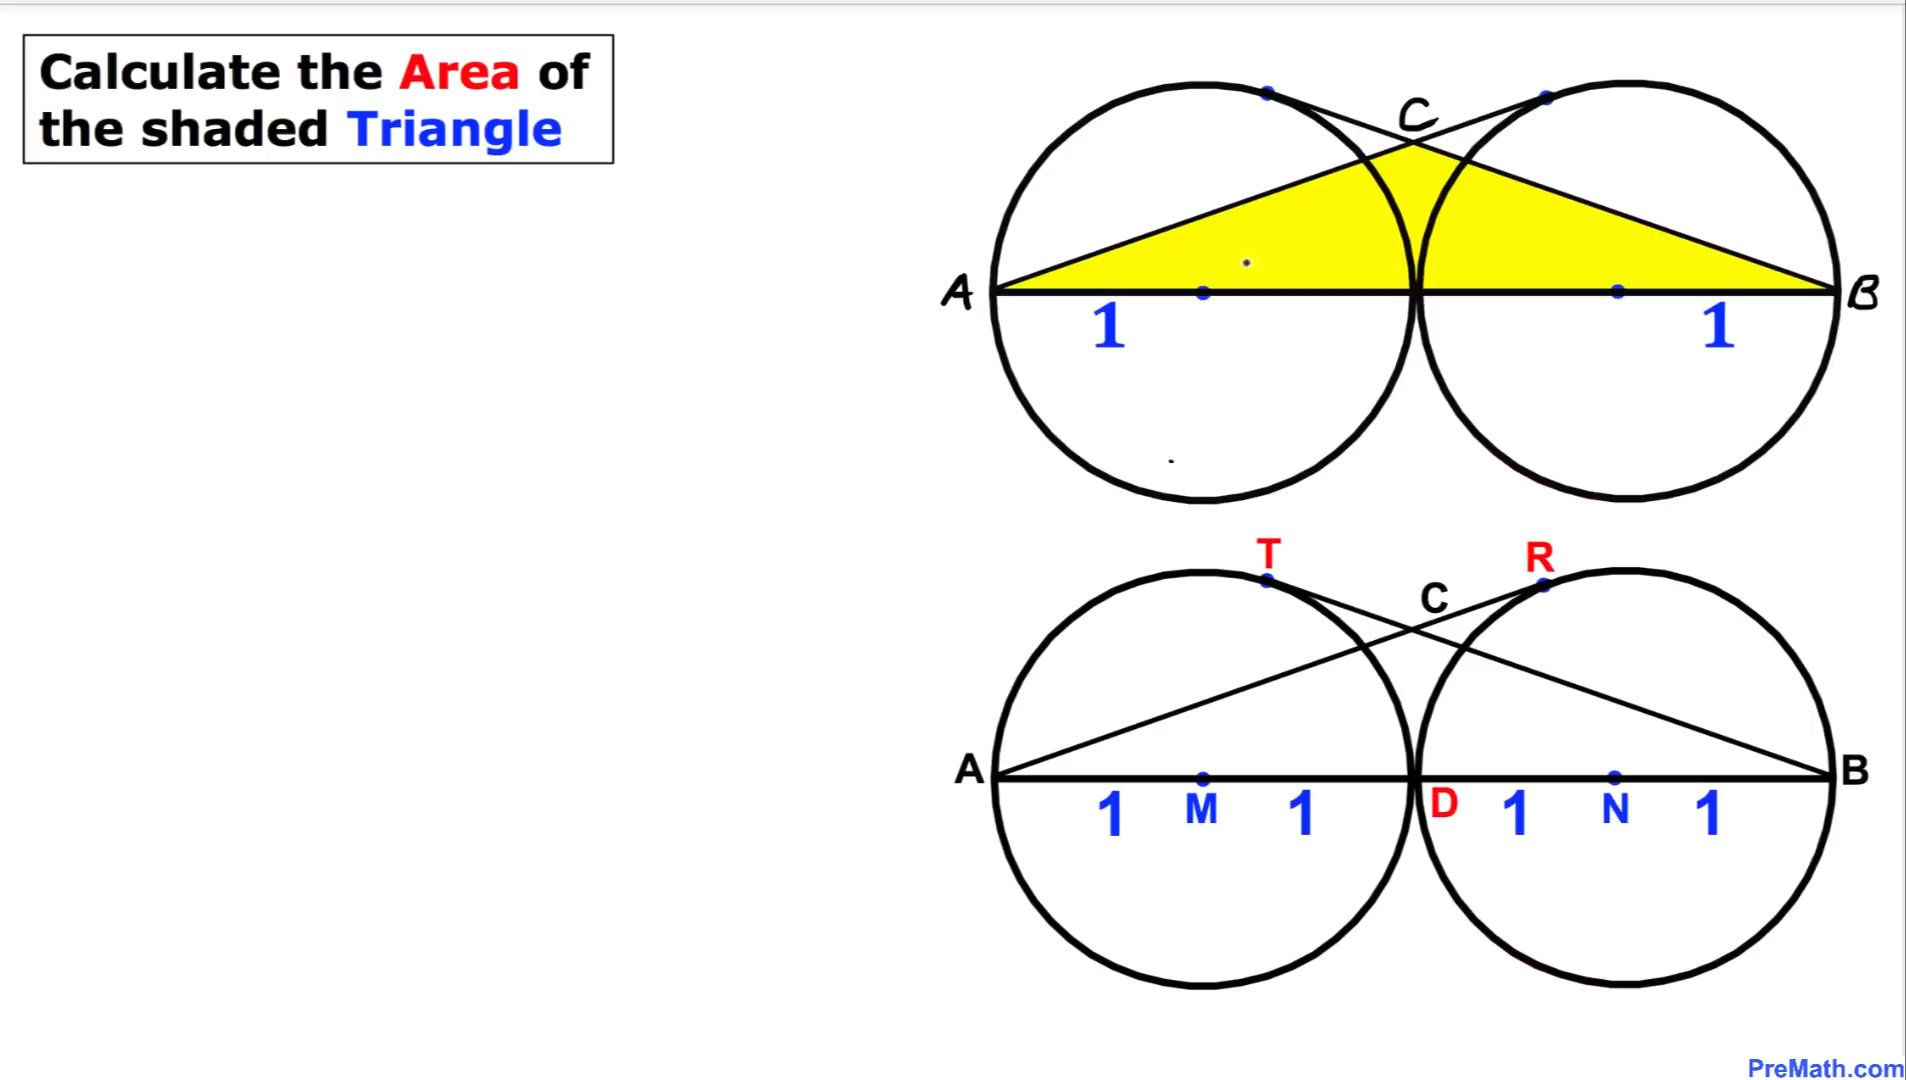 Calculate the Area of
the shaded Triangle
C
A
B
1
1
T
R
C
A
B
1 M 1 D 1 N 1
PreMath.com